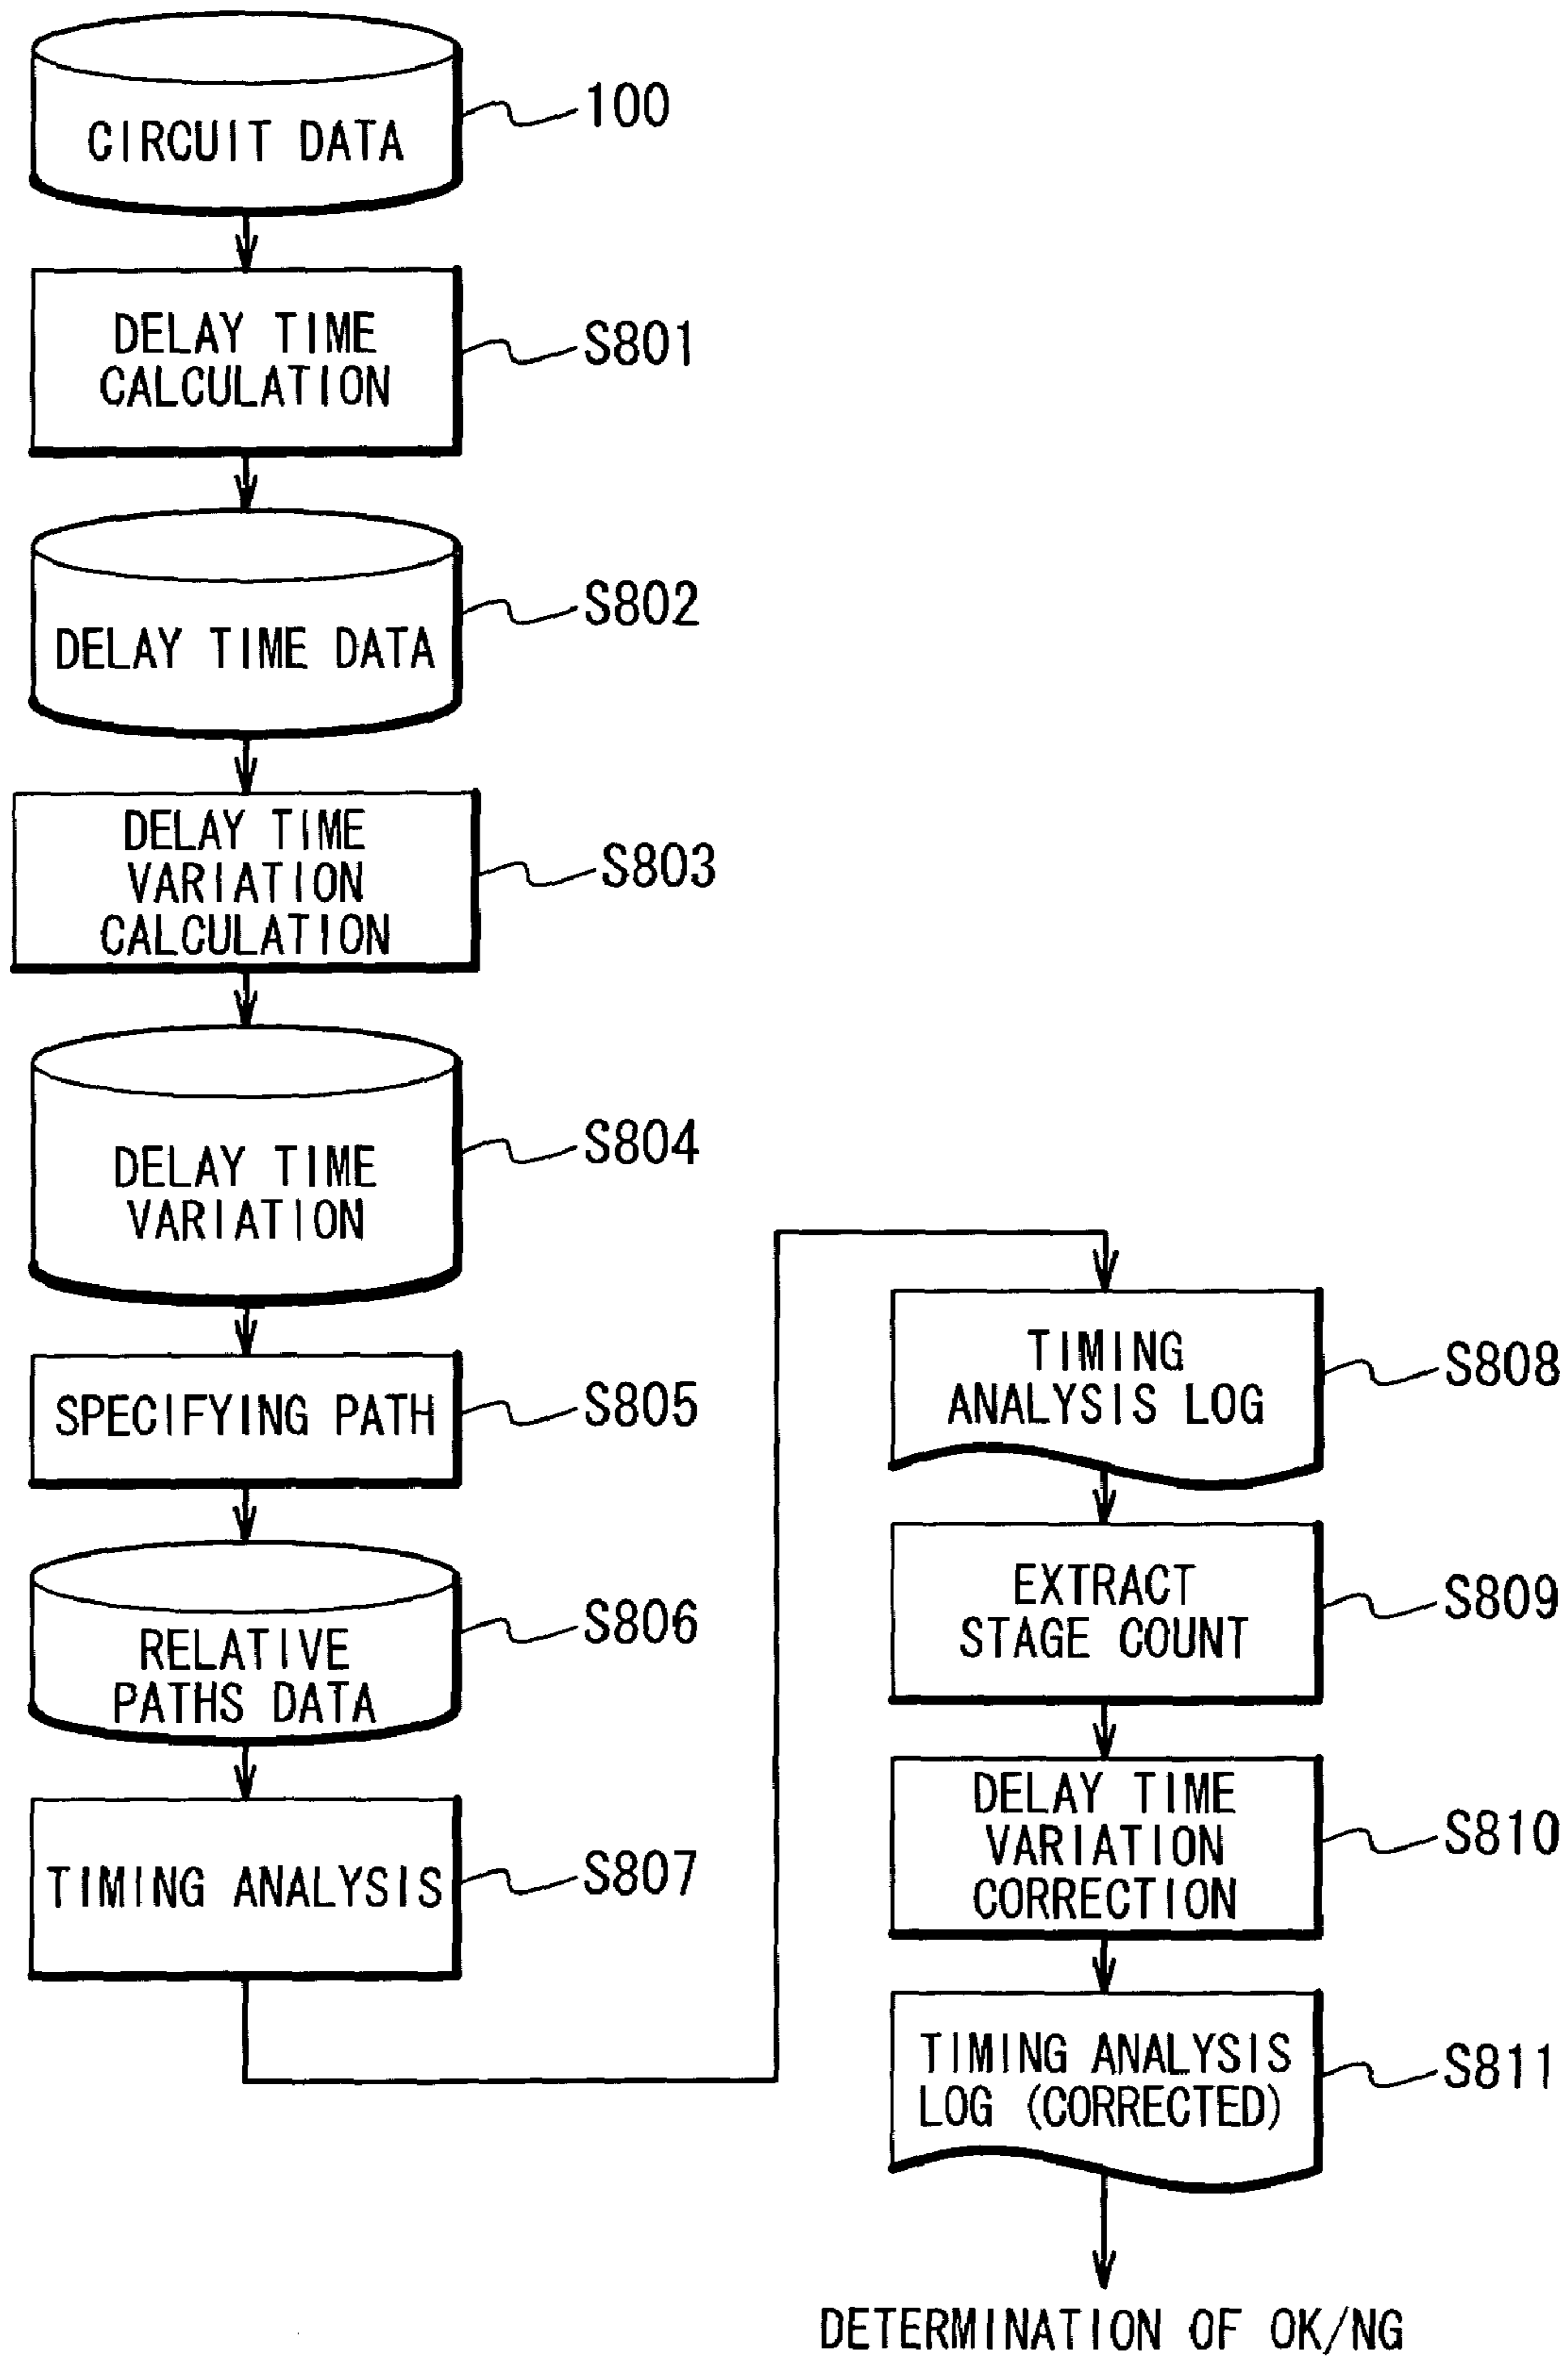 CIRCUIT DATA
100
DELAY TIME
CALCULATION
S801
DELAY TIME DATA
S802
DELAY TIME
VARIATION
CALCULATION
S803
DELAY TIME
VARIATION
S804
SPECIFYING PATH
S805
RELATIVE
PATHS DATA
S806
TIMING ANALYSIS
S807
TIMING
ANALYSIS LOG
S808
EXTRACT
STAGE COUNT
S809
DELAY TIME
VARIATION
CORRECTION
S810
TIMING ANALYSIS
LOG (CORRECTED)
S811
DETERMINATION OF OK/NG